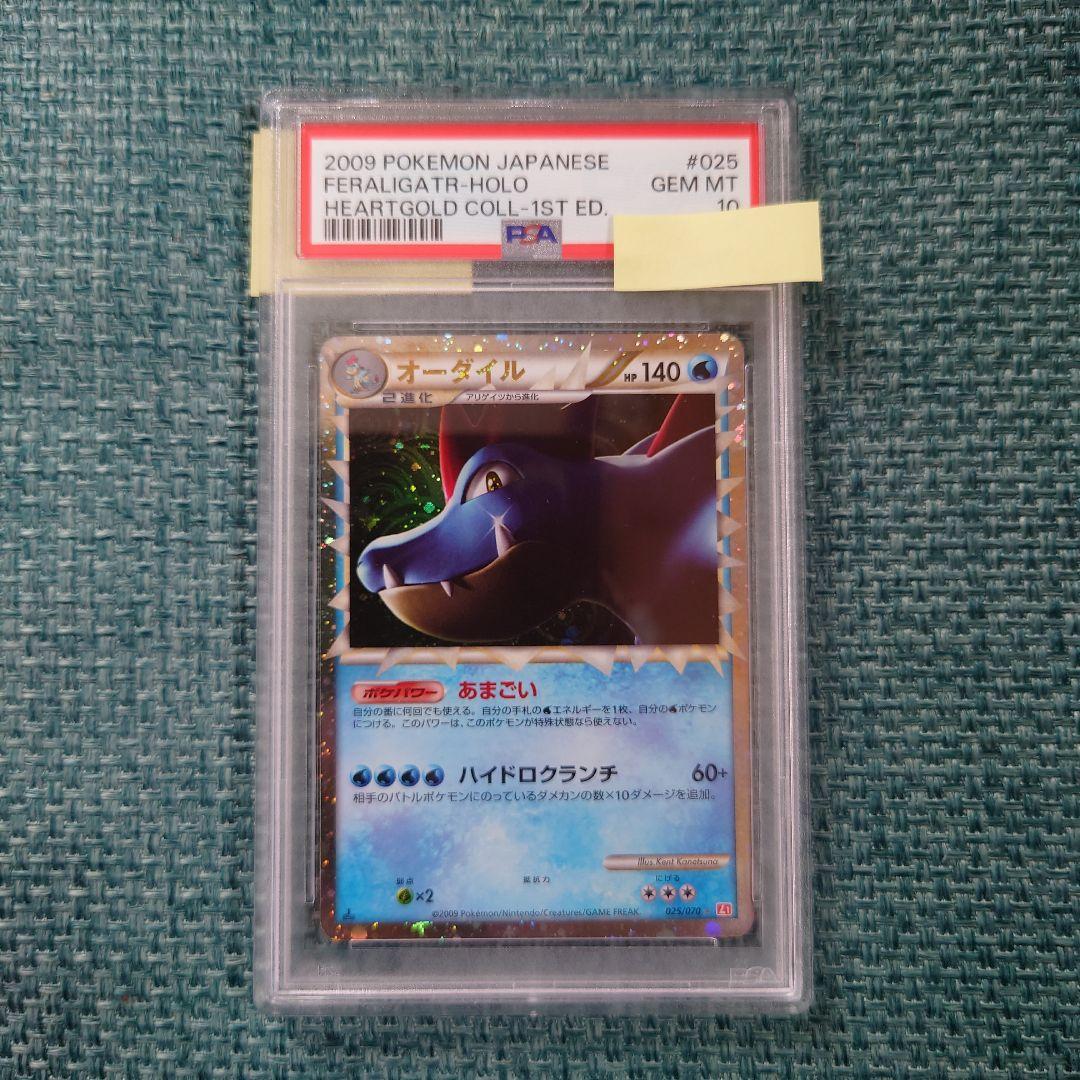 2009 POKEMON JAPANESE #025
FERALIGATR-HOLO GEM MT
HEARTGOLD COLL-1ST ED. 10
PSA
オーダイル HP 140
2進化 アリゲイツから進化
ポケパワー あまごい
自分の番に何回でも使える。自分の手札の エネルギーを1枚、自分の ポケモン
につける。このパワーは、このポケモンが特殊状態なら使えない。
ハイドロクランチ 60+
相手のバトルポケモンにのっているダメカンの数×10ダメージを追加。
Illus. Kent Kanetsuna
弱点 抵抗力 にげる
×2
©2009 Pokémon/Nintendo/Creatures/GAME FREAK. 025/070 L1